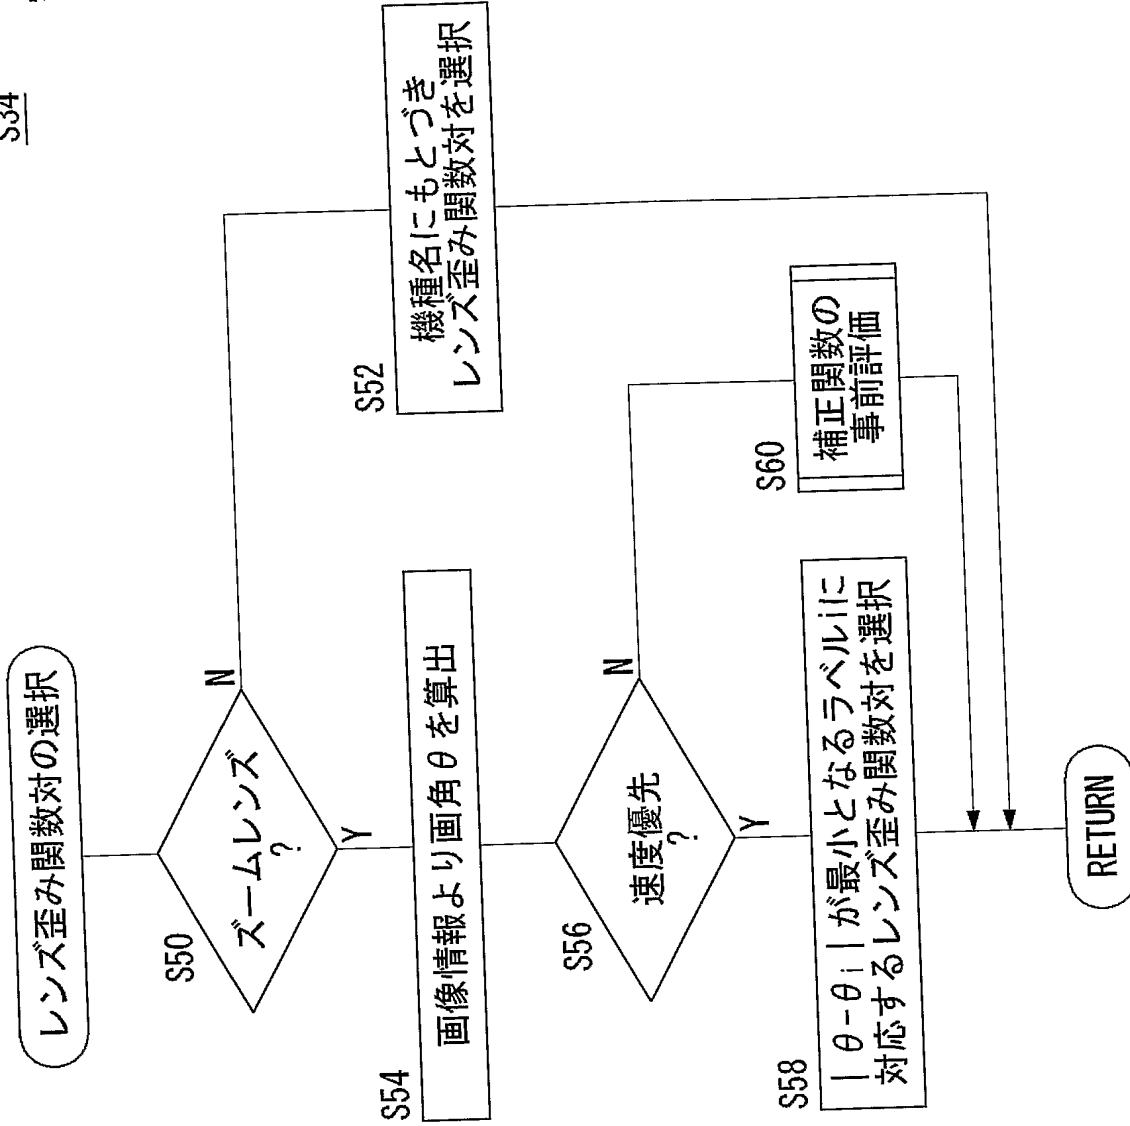 S34
レンズ歪み関数対の選択
S50
ズームレンズ
?
N
Y
S52
機種名にもとづき
レンズ歪み関数対を選択
S54
画像情報より画角θを算出
S56
速度優先
?
N
Y
S58
|θ-θi|が最小となるラベルiに
対応するレンズ歪み関数対を選択
S60
補正関数の
事前評価
RETURN